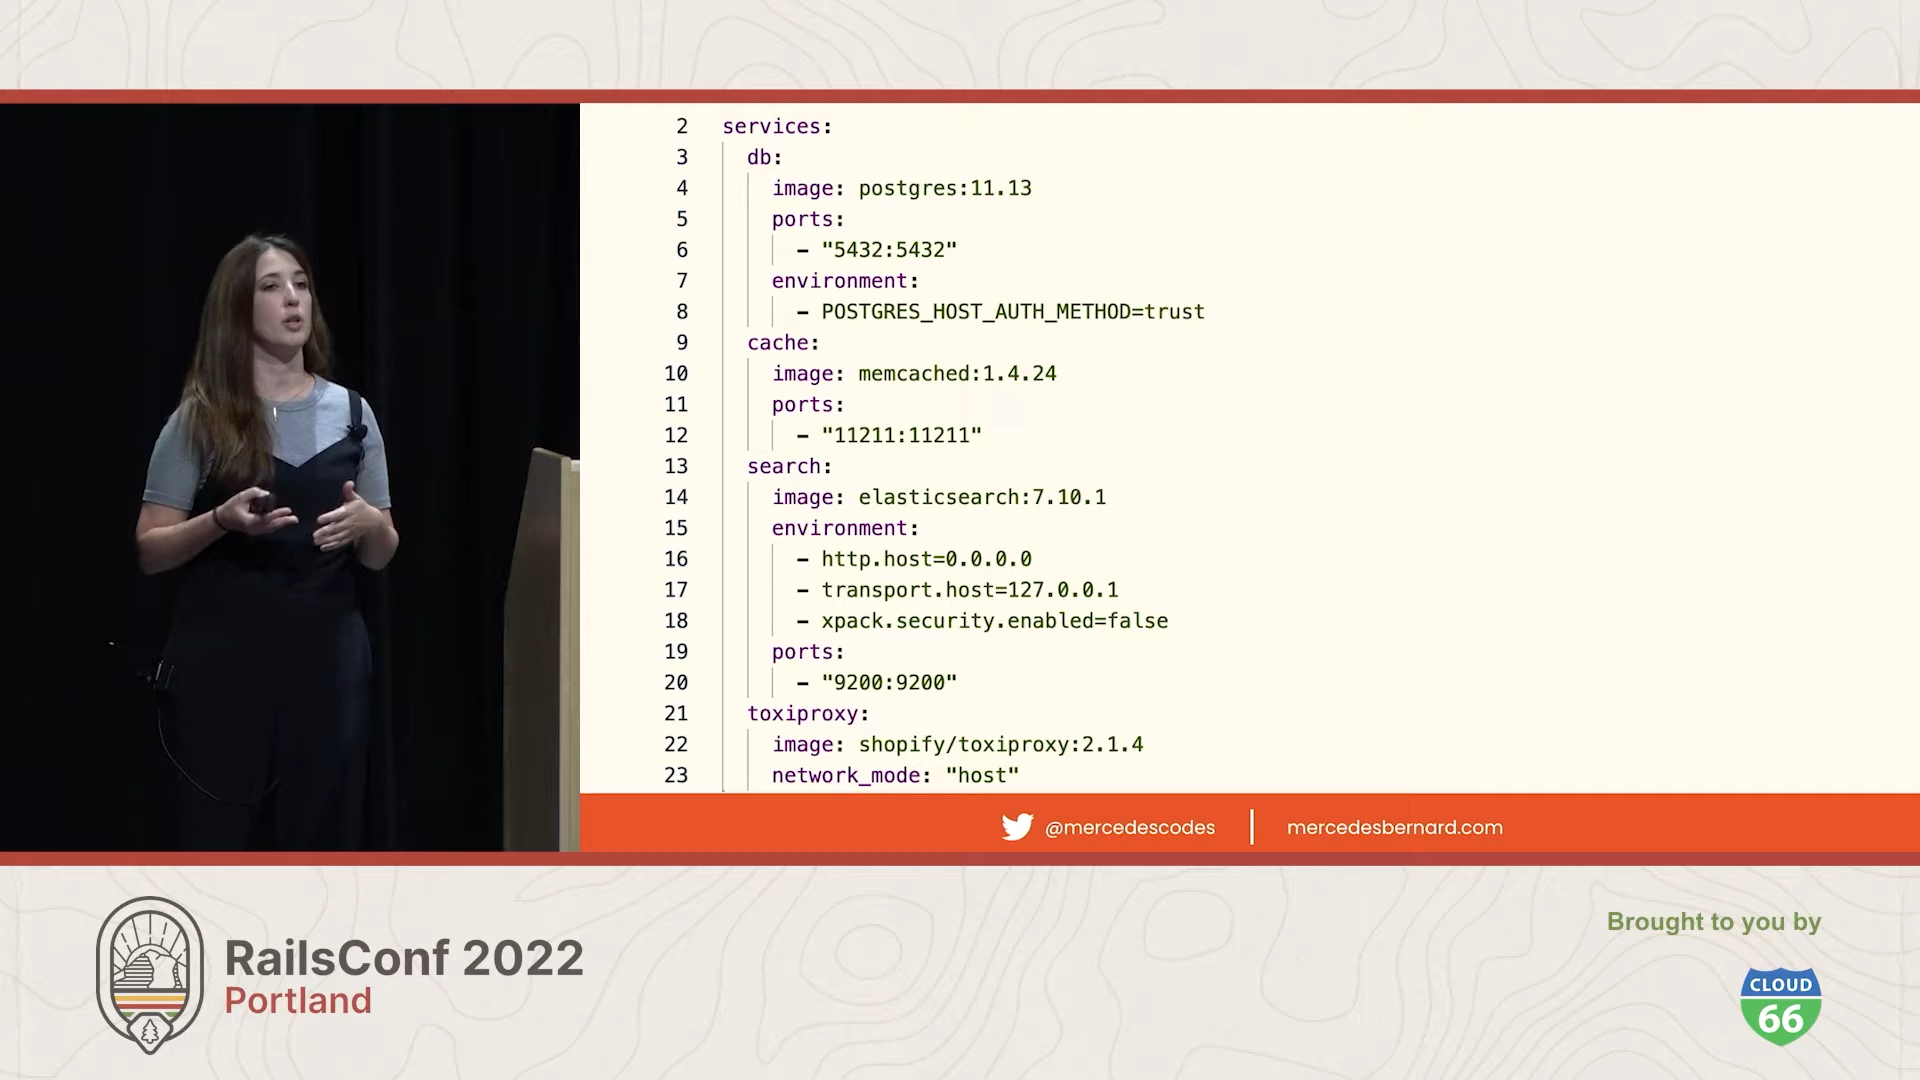 2 services:
3 db:
4 image: postgres:11.13
5 ports:
6 - "5432:5432"
7 environment:
8 - POSTGRES_HOST_AUTH_METHOD=trust
9 cache:
10 image: memcached:1.4.24
11 ports:
12 - "11211:11211"
13 search:
14 image: elasticsearch:7.10.1
15 environment:
16 - http.host=0.0.0.0
17 - transport.host=127.0.0.1
18 - xpack.security.enabled=false
19 ports:
20 - "9200:9200"
21 toxiproxy:
22 image: shopify/toxiproxy:2.1.4
23 network_mode: "host"
@mercedescodes | mercedesbernard.com
RailsConf 2022
Portland
Brought to you by
CLOUD
66